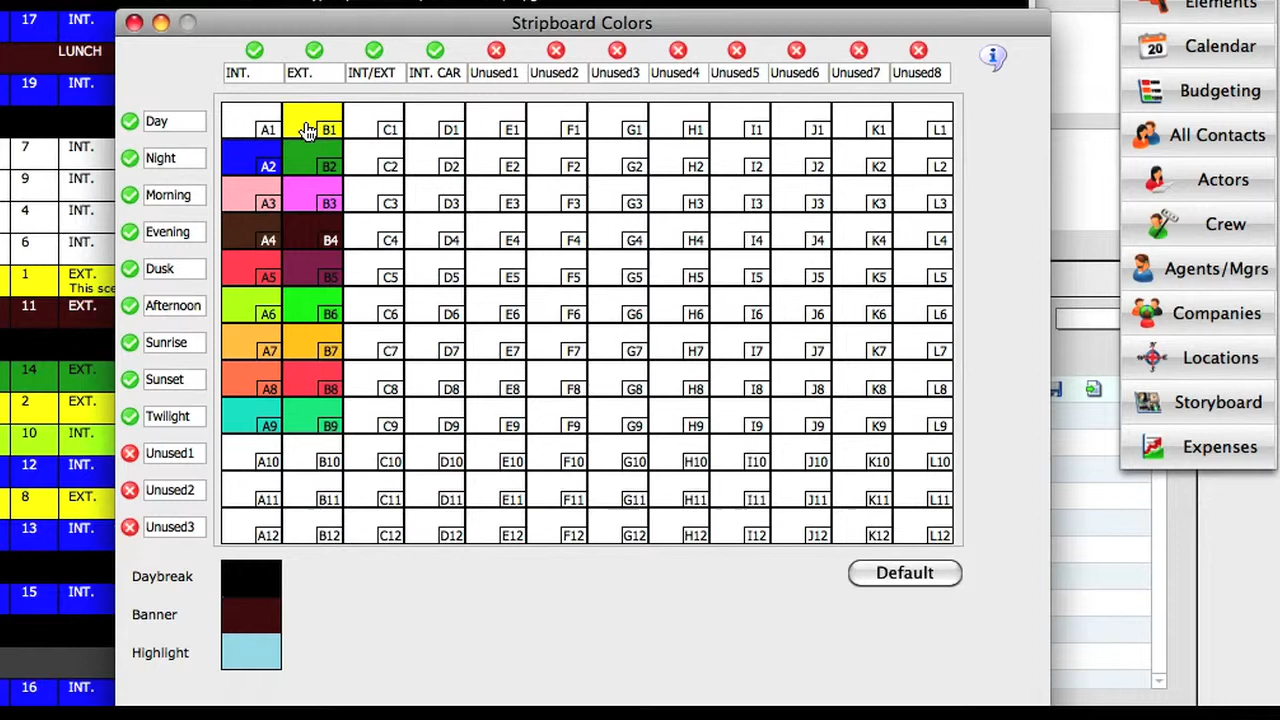 Stripboard Colors
17 INT.
LUNCH
19 INT.
7 INT.
9 INT.
4 INT.
6 INT.
1 EXT.
This sce
11 EXT.
14 EXT.
2 EXT.
10 INT.
12 INT.
8 EXT.
13 INT.
15 INT.
16 INT.
INT. EXT. INT/EXT INT. CAR Unused1 Unused2 Unused3 Unused4 Unused5 Unused6 Unused7 Unused8
Day A1 B1 C1 D1 E1 F1 G1 H1 I1 J1 K1 L1
Night A2 B2 C2 D2 E2 F2 G2 H2 I2 J2 K2 L2
Morning A3 B3 C3 D3 E3 F3 G3 H3 I3 J3 K3 L3
Evening A4 B4 C4 D4 E4 F4 G4 H4 I4 J4 K4 L4
Dusk A5 B5 C5 D5 E5 F5 G5 H5 I5 J5 K5 L5
Afternoon A6 B6 C6 D6 E6 F6 G6 H6 I6 J6 K6 L6
Sunrise A7 B7 C7 D7 E7 F7 G7 H7 I7 J7 K7 L7
Sunset A8 B8 C8 D8 E8 F8 G8 H8 I8 J8 K8 L8
Twilight A9 B9 C9 D9 E9 F9 G9 H9 I9 J9 K9 L9
Unused1 A10 B10 C10 D10 E10 F10 G10 H10 I10 J10 K10 L10
Unused2 A11 B11 C11 D11 E11 F11 G11 H11 I11 J11 K11 L11
Unused3 A12 B12 C12 D12 E12 F12 G12 H12 I12 J12 K12 L12
Daybreak
Banner
Highlight
Default
Elements
20 Calendar
Budgeting
All Contacts
Actors
Crew
Agents/Mgrs
Companies
Locations
Storyboard
Expenses